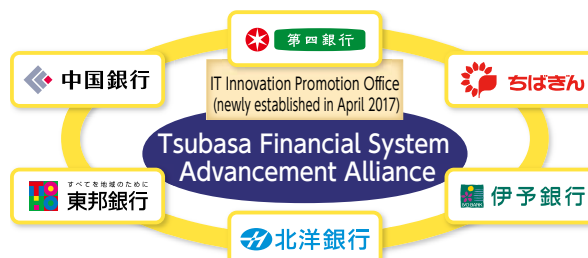 第四銀行
中国銀行
IT Innovation Promotion Office
(newly established in April 2017)
ちばぎん
Tsubasa Financial System
Advancement Alliance
すべてを地域のために
東邦銀行
IYO BANK
伊予銀行
北洋銀行